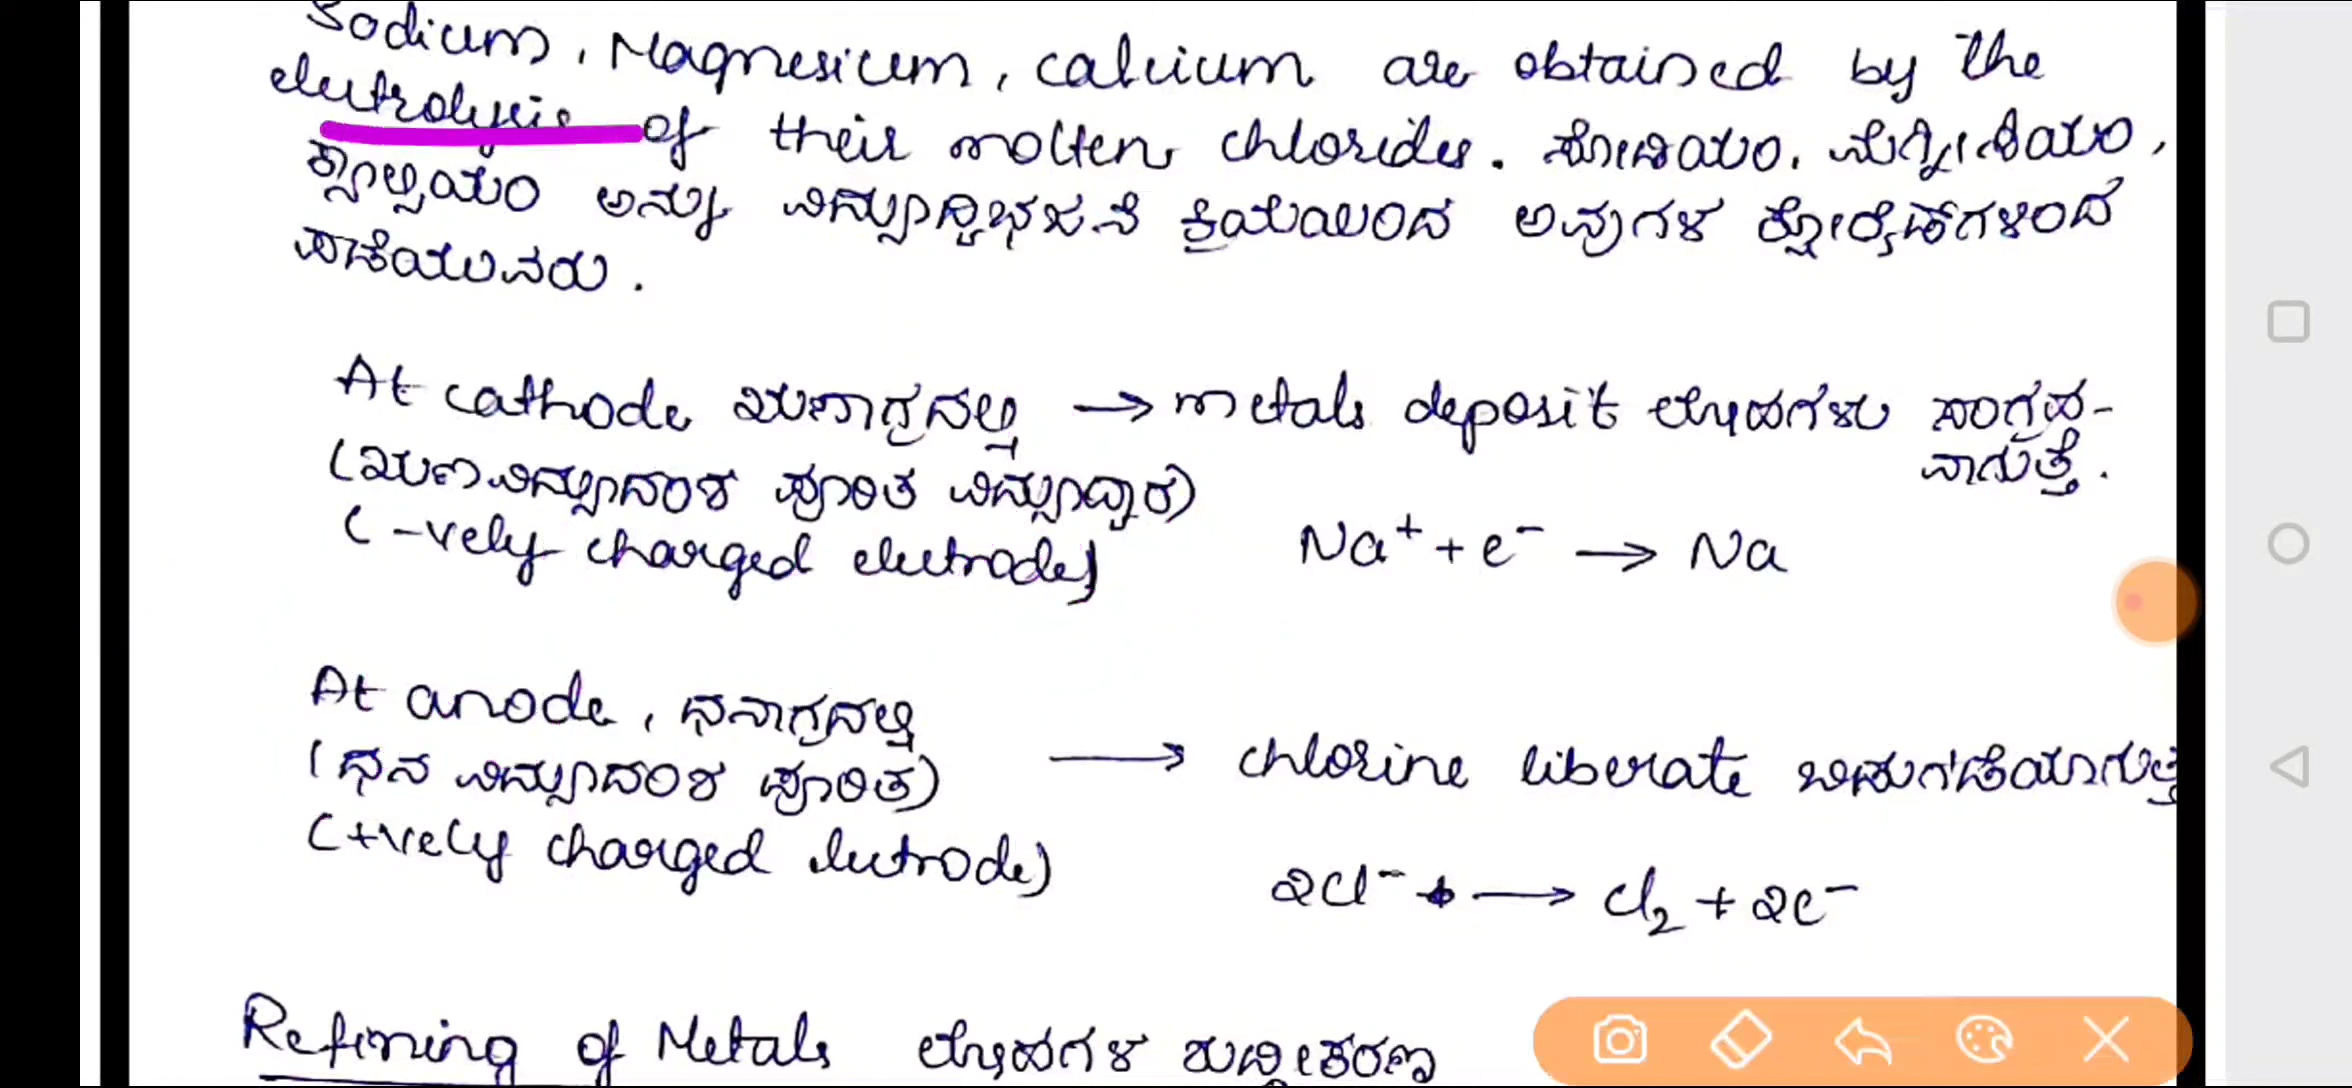 Sodium, Magnesium, calcium are obtained by the
electrolysis of their molten chlorides. ಸೋಡಿಯಂ, ಮೆಗ್ನೀಶಿಯಂ,
ಕ್ಯಾಲ್ಸಿಯಂ ಅನ್ನು ವಿದ್ಯುದ್ವಿಭಜನೆ ಕ್ರಿಯೆಯಿಂದ ಅವುಗಳ ಕ್ಲೋರೈಡ್‌ಗಳಿಂದ
ಪಡೆಯುವರು.
At cathode ಋಣಾಗ್ರದಲ್ಲಿ → metals deposit ಲೋಹಗಳು ಸಂಗ್ರಹ-
ವಾಗುತ್ತೆ.
(ಋಣ ವಿದ್ಯುದಂಶ ಪೂರಿತ ವಿದ್ಯುದ್ವಾರ)
(-vely charged electrode)
Na⁺ + e⁻ → Na
At anode, ಧನಾಗ್ರದಲ್ಲಿ
(ಧನ ವಿದ್ಯುದಂಶ ಪೂರಿತ) → chlorine liberate ಬಿಡುಗಡೆಯಾಗುತ್ತ
(+vely charged electrode)
2Cl⁻ → Cl₂ + 2e⁻
Refining of Metals ಲೋಹಗಳ ಶುದ್ಧೀಕರಣ